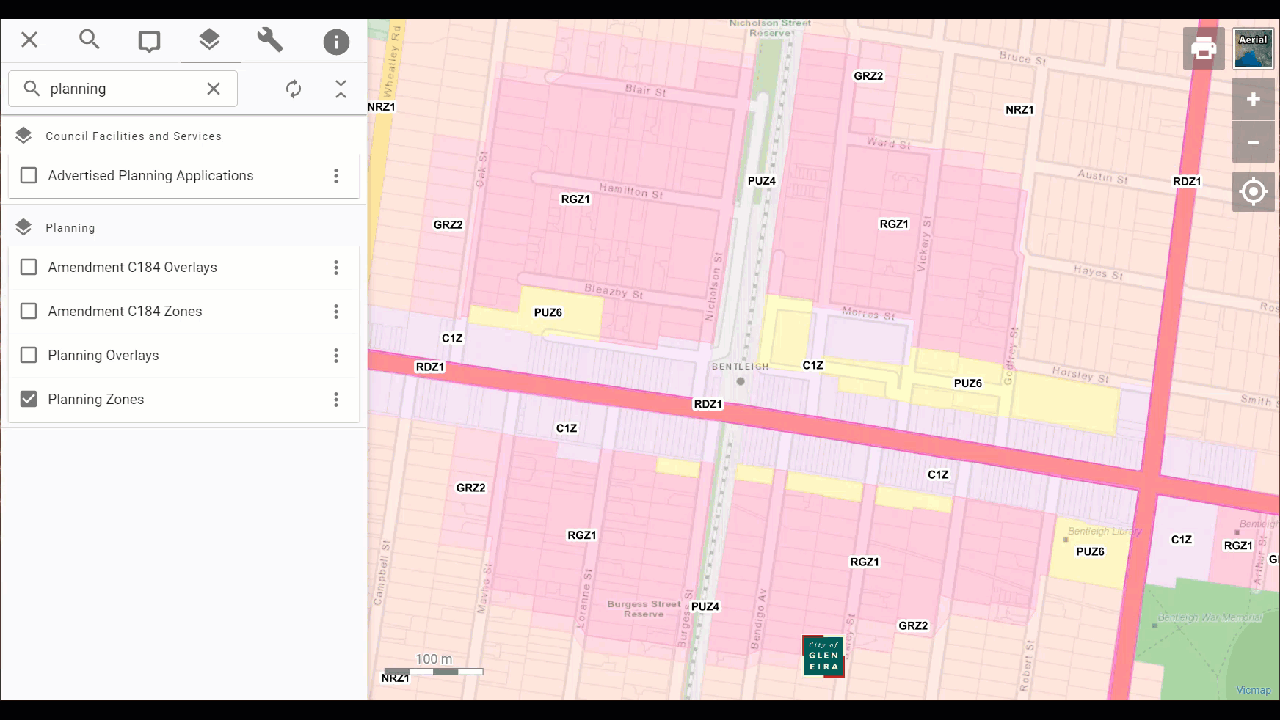 planning
Council Facilities and Services
Advertised Planning Applications
Planning
Amendment C184 Overlays
Amendment C184 Zones
Planning Overlays
Planning Zones
Nicholson Street
Reserve
Aerial
Wheatley Rd
Bruce St
GRZ2
Blair St
NRZ1
NRZ1
Ward St
Oak St
PUZ4
Austin St
RDZ1
Hamilton St
RGZ1
GRZ2
RGZ1
Vickery St
Hayes St
Nicholson St
Bleazby St
PUZ6
Morres St
C1Z
Godfrey St
BENTLEIGH
C1Z
RDZ1
PUZ6
Horsley St
Smith S
RDZ1
C1Z
C1Z
GRZ2
RGZ1
Bentleigh Library
PUZ6
C1Z
RGZ1
Campbell St
Mavho St
Loranne St
RGZ1
Burgess Street
Reserve
PUZ4
Burgess St
Bendigo Av
GRZ2
Bentleigh War Memorial
Robert St
City of
GLEN
EIRA
100 m
NRZ1
Vicmap